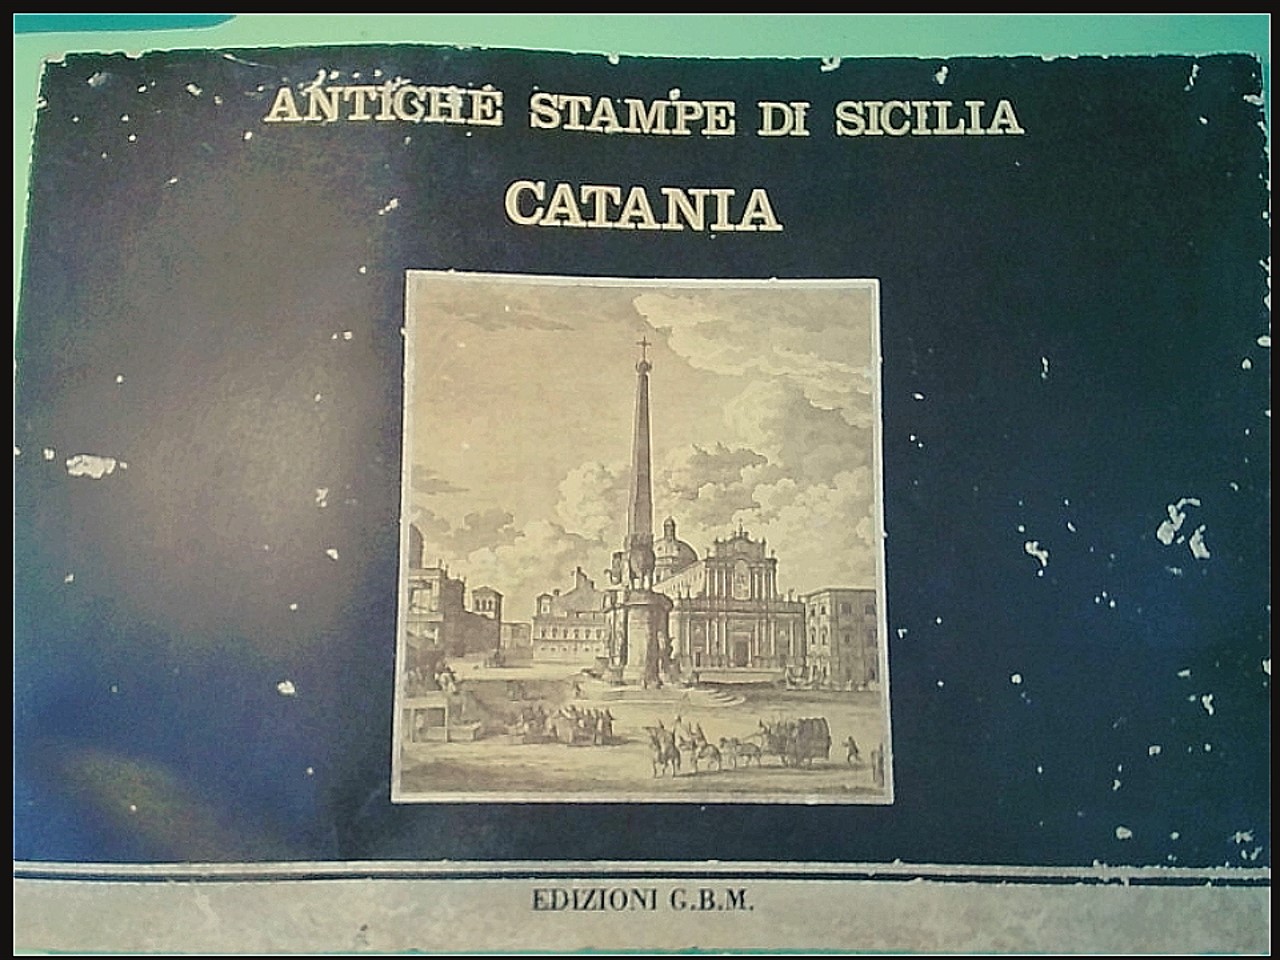 ANTICHE STAMPE DI SICILIA
CATANIA
EDIZIONI G.B.M.